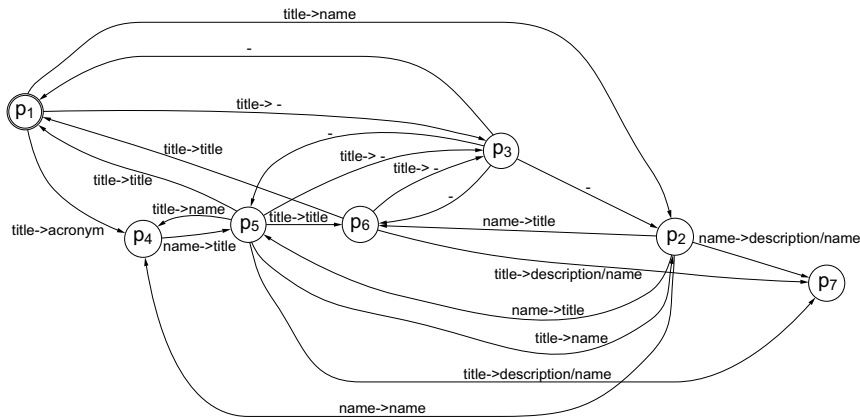 title->name
-
p1
title-> -
-
p3
title->title
title-> -
title-> -
title->title
-
-
title->name
title->acronym
p4
name->title
p5
title->title
p6
name->title
p2
name->description/name
title->description/name
p7
name->title
title->name
title->description/name
name->name